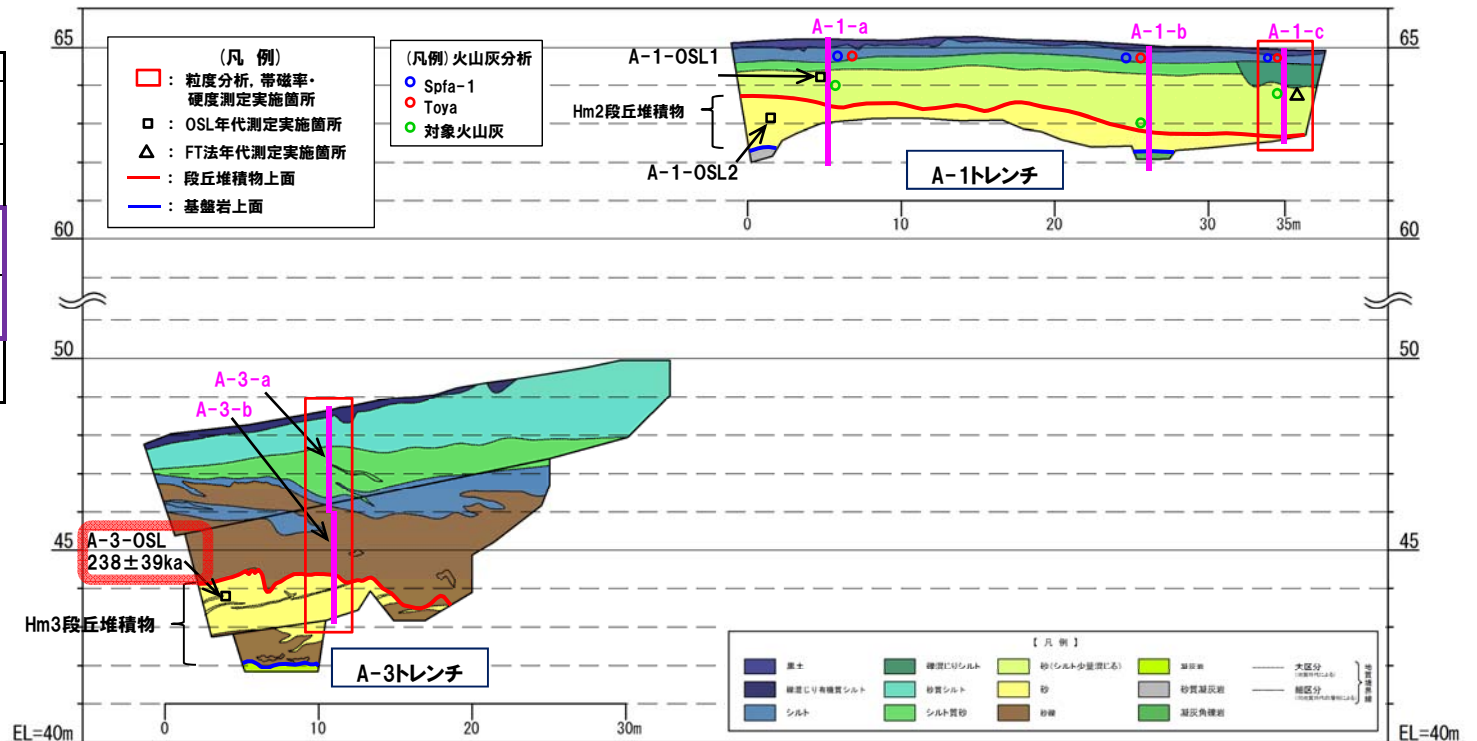 (凡 例)
: 粒度分析，帯磁率・
硬度測定実施箇所
: OSL年代測定実施箇所
: FT法年代測定実施箇所
: 段丘堆積物上面
: 基盤岩上面
(凡例)火山灰分析
Spfa-1
Toya
対象火山灰
65
60
50
45
EL=40m
65
60
50
45
EL=40m
A-1-a
A-1-b
A-1-c
A-1-OSL1
Hm2段丘堆積物
A-1-OSL2
A-1トレンチ
0
10
20
30
35m
A-3-a
A-3-b
A-3-OSL
238±39ka
Hm3段丘堆積物
A-3トレンチ
0
10
20
30m
【 凡 例 】
黒土
礫混じり有機質シルト
シルト
礫混じりシルト
砂質シルト
シルト質砂
砂(シルト少量混じる)
砂
砂礫
凝灰岩
砂質凝灰岩
凝灰角礫岩
大区分
細区分
地質境界線